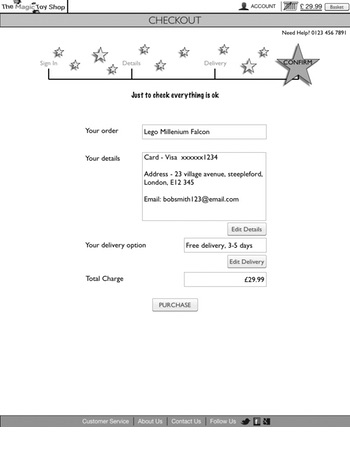 The Magic Toy Shop
ACCOUNT £ 29.99 Basket
CHECKOUT
Need Help? 0123 456 7891
Sign In Details Delivery CONFIRM
Just to check everything is ok
Your order Lego Millenium Falcon
Your details Card - Visa xxxxxx1234
Address - 23 village avenue, steepleford,
London, E12 345
Email: bobsmith123@email.com
Edit Details
Your delivery option Free delivery, 3-5 days
Edit Delivery
Total Charge £29.99
PURCHASE
Customer Service About Us Contact Us Follow Us